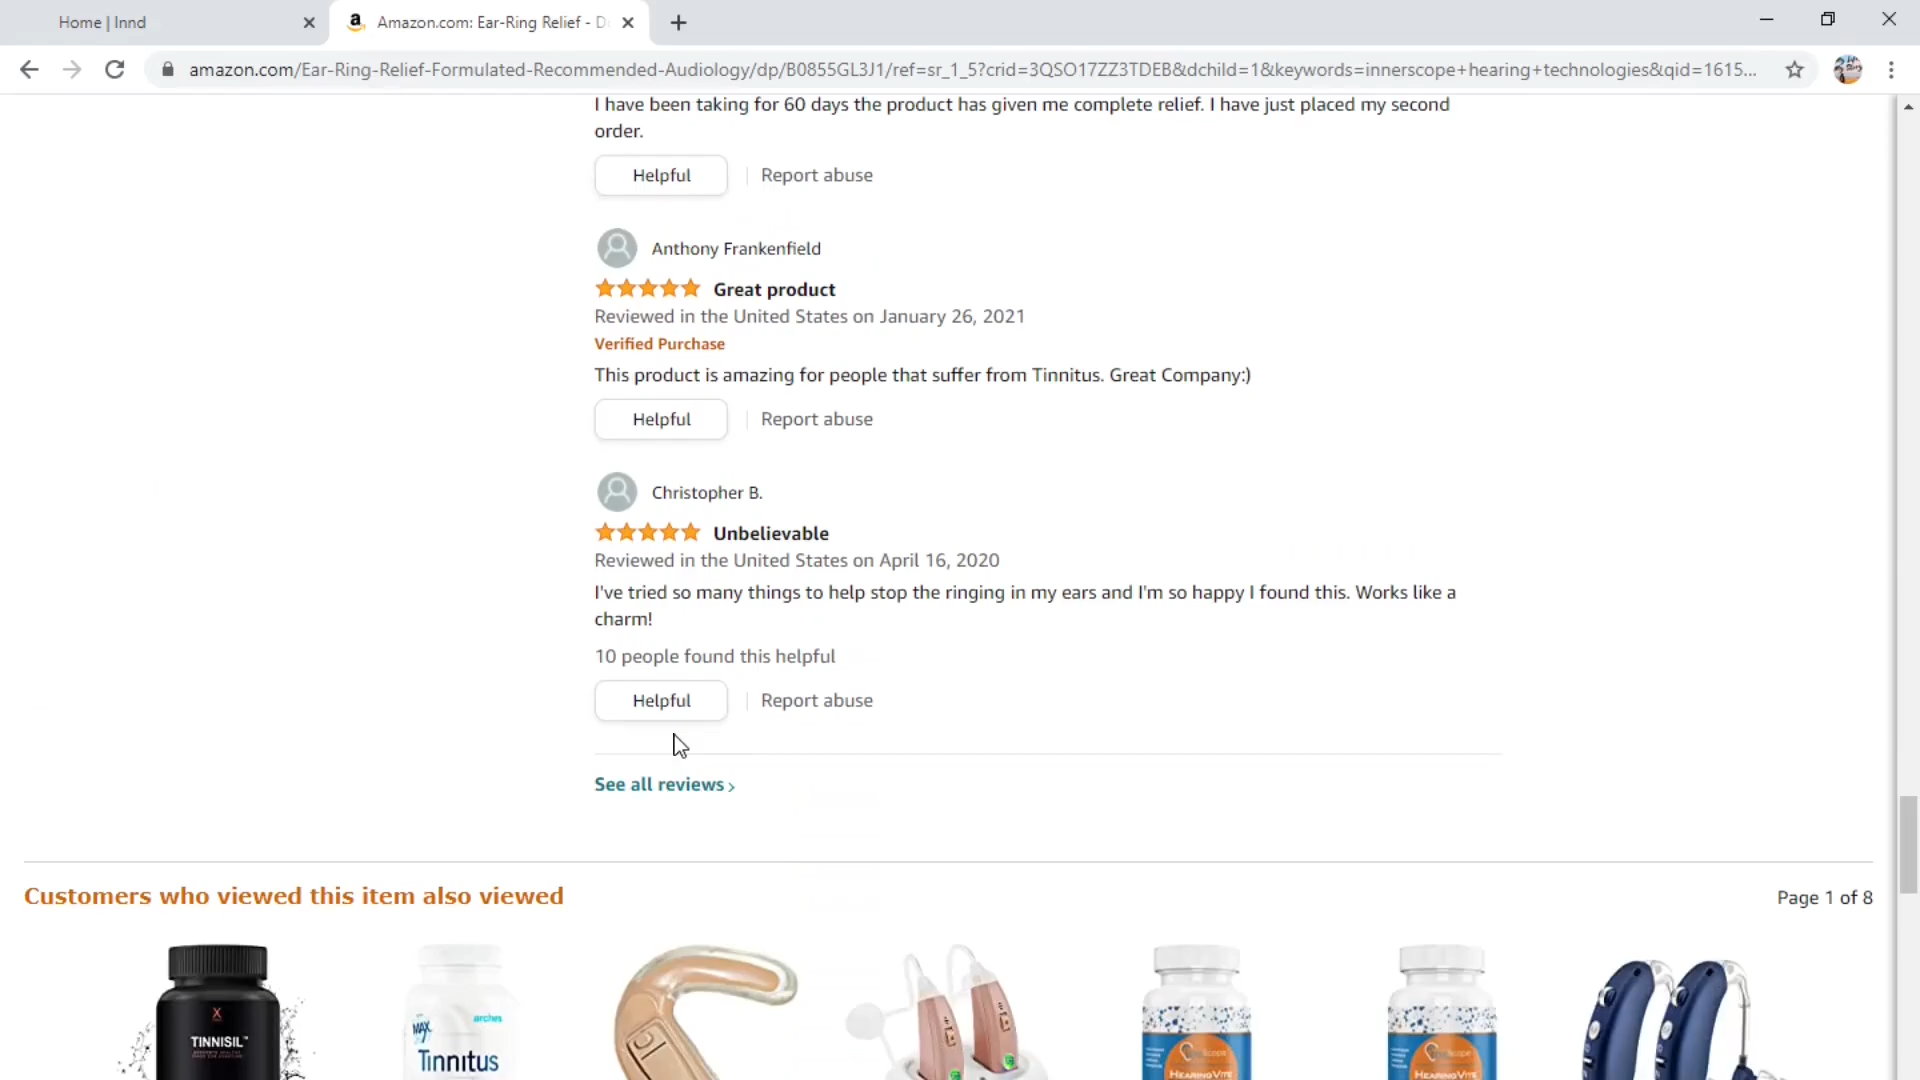 Home | Innd
Amazon.com: Ear-Ring Relief - D
amazon.com/Ear-Ring-Relief-Formulated-Recommended-Audiology/dp/B0855GL3J1/ref=sr_1_5?crid=3QSO17ZZ3TDEB&dchild=1&keywords=innerscope+hearing+technologies&qid=1615...
I have been taking for 60 days the product has given me complete relief. I have just placed my second
order.
Helpful
Report abuse
Anthony Frankenfield
Great product
Reviewed in the United States on January 26, 2021
Verified Purchase
This product is amazing for people that suffer from Tinnitus. Great Company:)
Helpful
Report abuse
Christopher B.
Unbelievable
Reviewed in the United States on April 16, 2020
I've tried so many things to help stop the ringing in my ears and I'm so happy I found this. Works like a
charm!
10 people found this helpful
Helpful
Report abuse
See all reviews ›
Customers who viewed this item also viewed
Page 1 of 8
TINNISIL
arches
MAX
Tinnitus
HEARINGVITE
HEARINGVITE